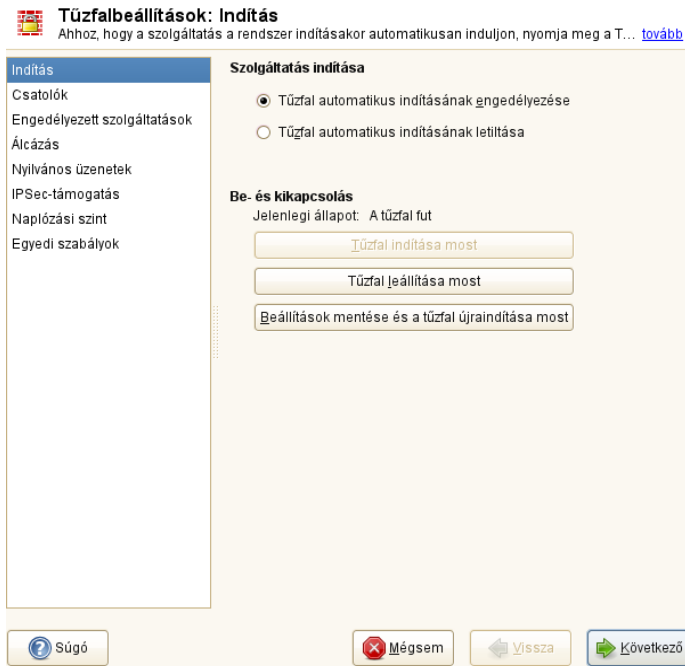 Tűzfalbeállítások: Indítás
Ahhoz, hogy a szolgáltatás a rendszer indításakor automatikusan induljon, nyomja meg a T... tovább
Indítás
Csatolók
Engedélyezett szolgáltatások
Álcázás
Nyilvános üzenetek
IPSec-támogatás
Naplózási szint
Egyedi szabályok
Szolgáltatás indítása
Tűzfal automatikus indításának engedélyezése
Tűzfal automatikus indításának letiltása
Be- és kikapcsolás
Jelenlegi állapot: A tűzfal fut
Tűzfal indítása most
Tűzfal leállítása most
Beállítások mentése és a tűzfal újraindítása most
Súgó
Mégsem
Vissza
Következő